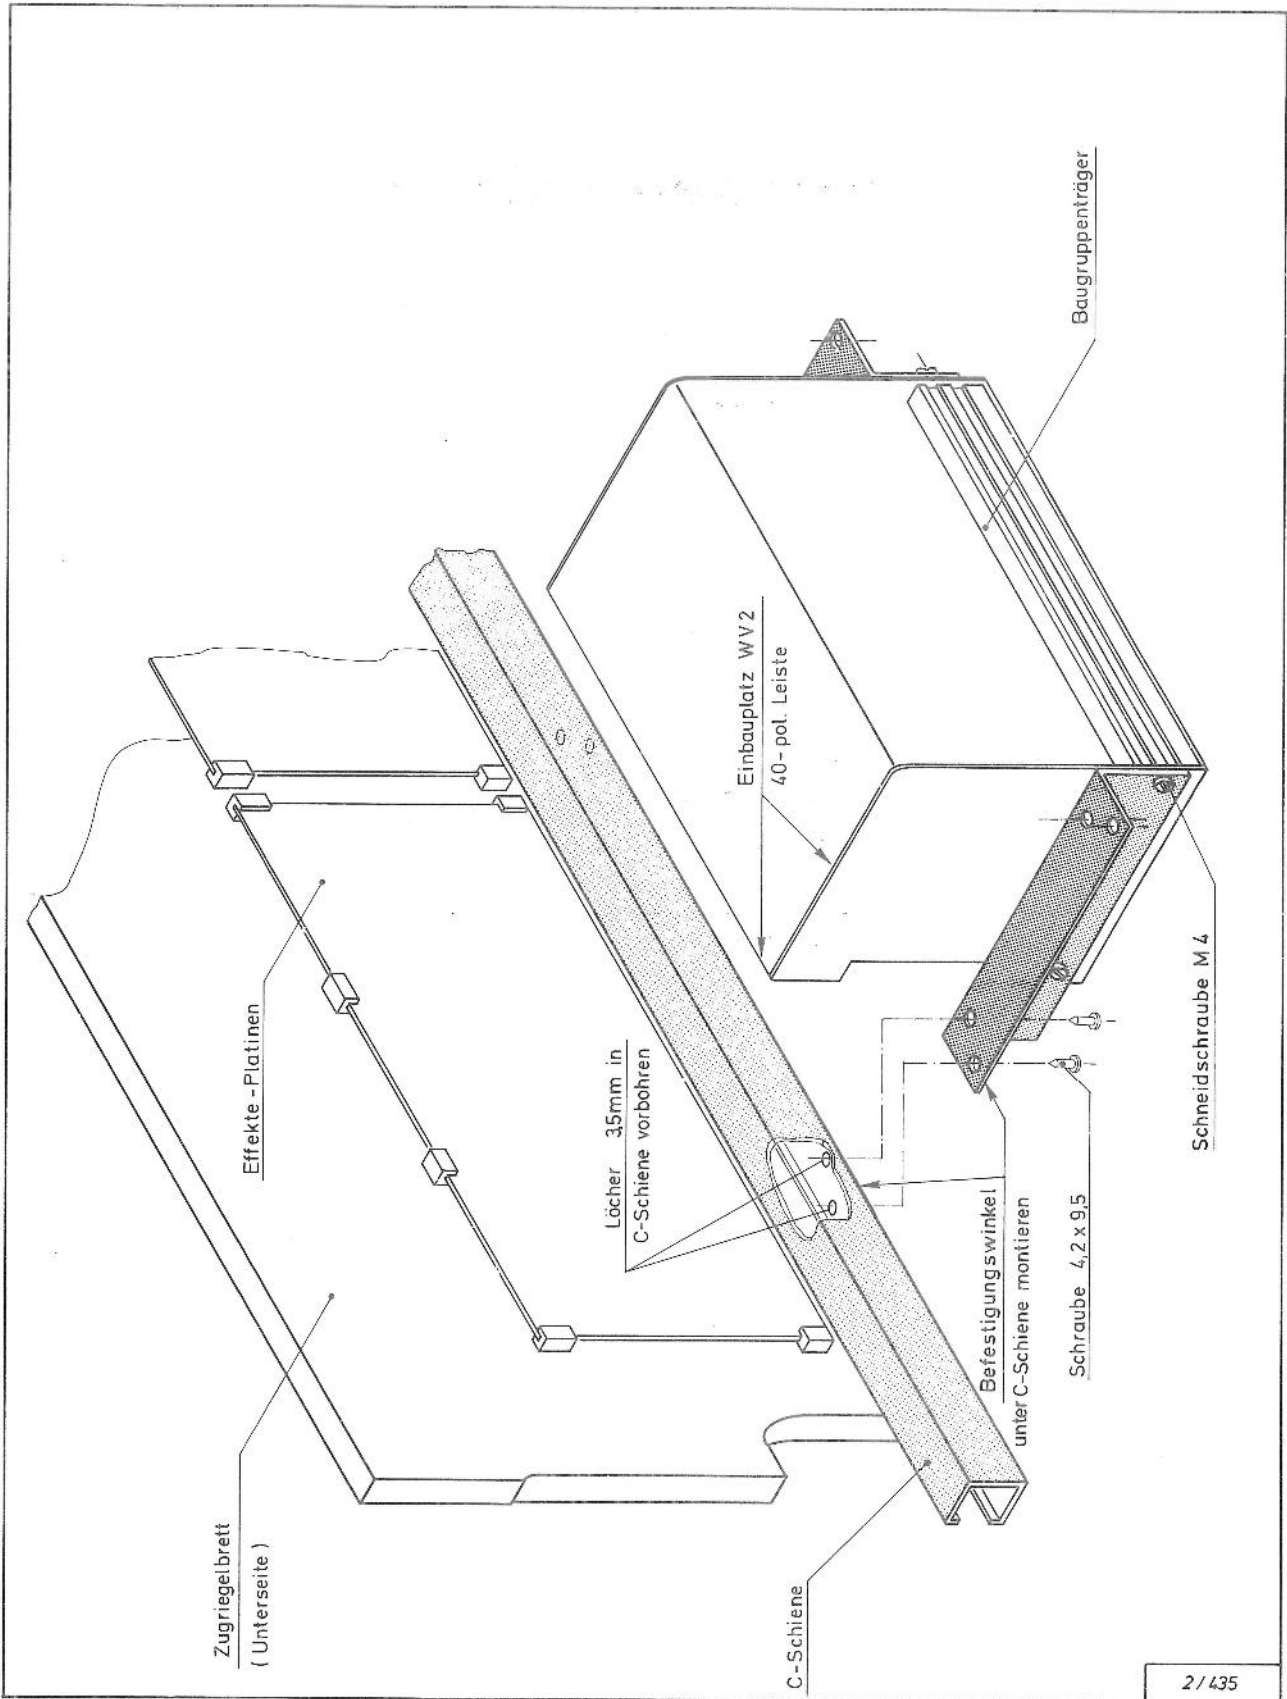 Zugriegelbrett
( Unterseite )
Effekte-Platinen
Löcher 3,5mm in
C-Schiene vorbohren
Einbauplatz WV2
40-pol. Leiste
Baugruppenträger
C-Schiene
Befestigungswinkel
unter C-Schiene montieren
Schraube 4,2 x 9,5
Schneidschraube M 4
2/435